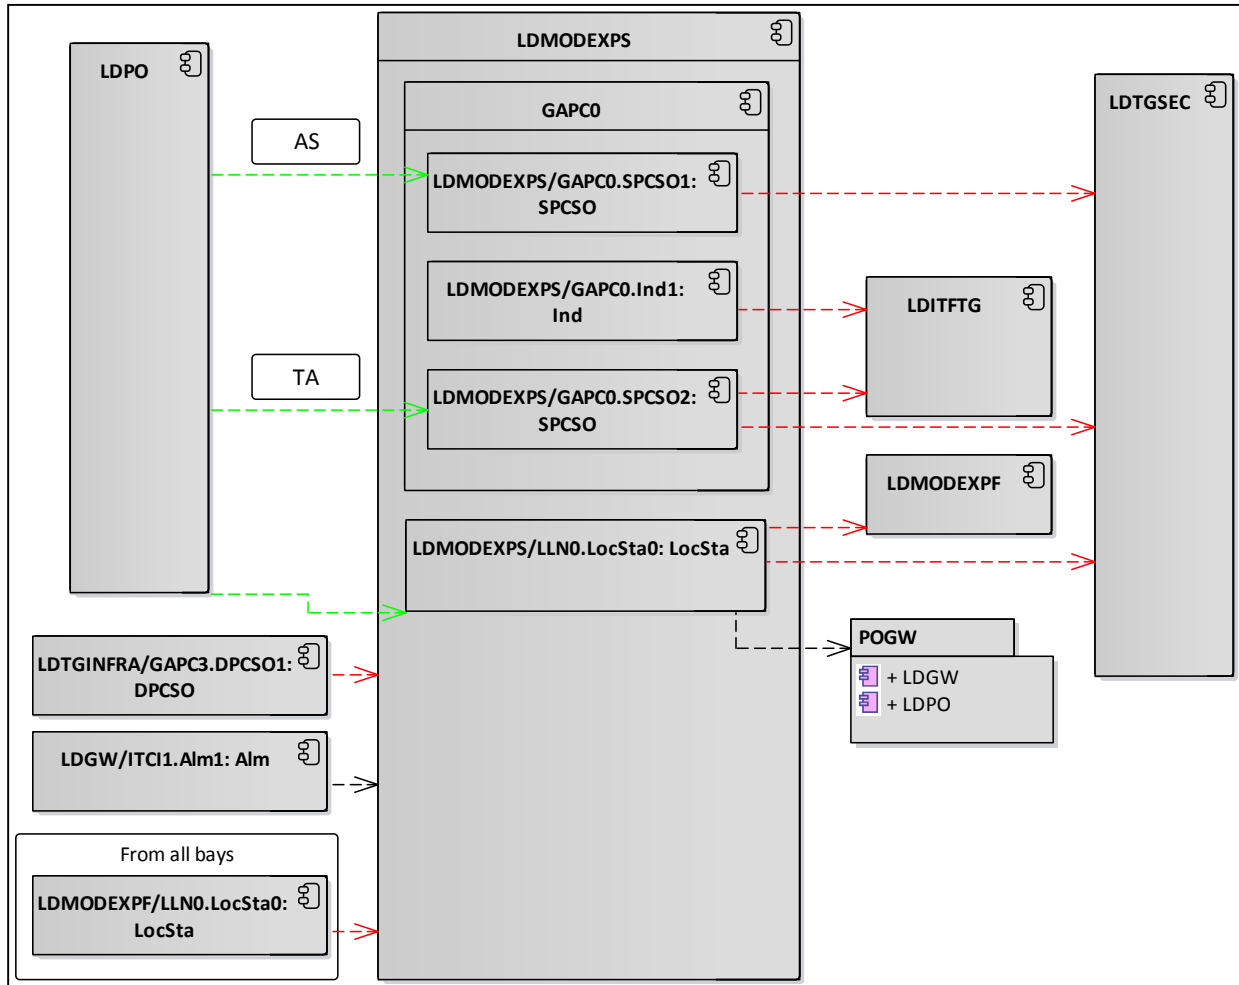 LDMODEXPS
LDPO
GAPC0
LDTGSEC
AS
LDMODEXPS/GAPC0.SPCSO1:
SPCSO
LDMODEXPS/GAPC0.Ind1:
Ind
LDITFTG
TA
LDMODEXPS/GAPC0.SPCSO2:
SPCSO
LDMODEXPF
LDMODEXPS/LLN0.LocSta0: LocSta
POGW
+ LDGW
+ LDPO
LDTGINFRA/GAPC3.DPCSO1:
DPCSO
LDGW/ITCI1.Alm1: Alm
From all bays
LDMODEXPF/LLN0.LocSta0:
LocSta